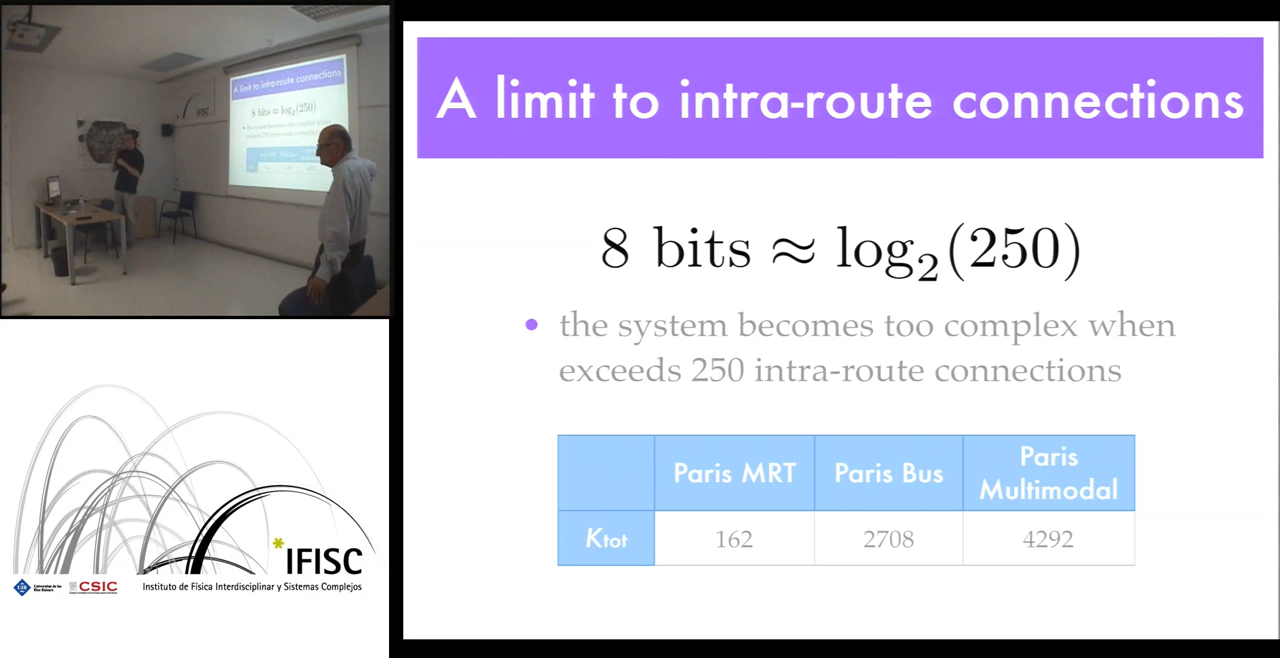 A limit to intra-route connections
8 bits ≈ log₂(250)
• the system becomes too complex when
exceeds 250 intra-route connections
Paris MRT Paris Bus Paris Multimodal
Ktot 162 2708 4292
IFISC
A limit to intra-route connections
8 bits ≈ log₂(250)
*IFISC
CSIC
Instituto de Física Interdisciplinar y Sistemas Complejos